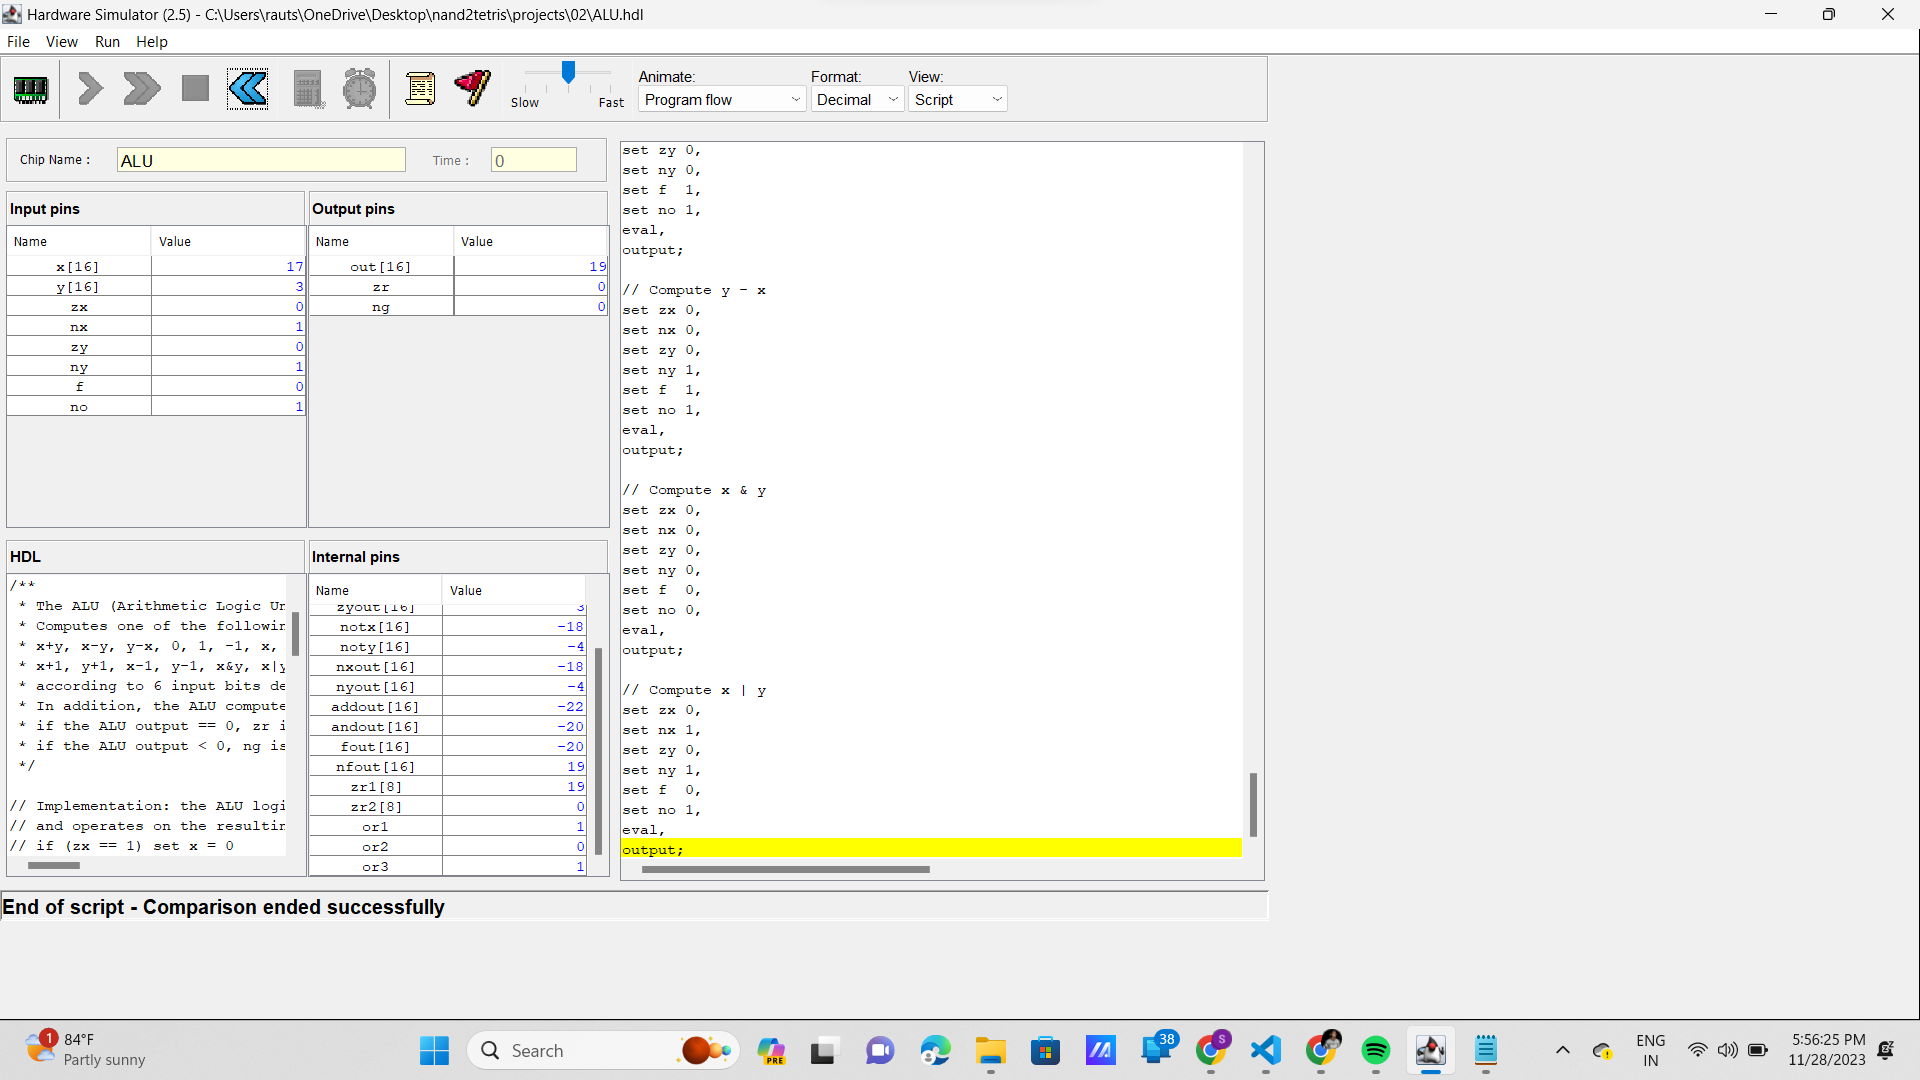 Hardware Simulator (2.5) - C:\Users\rauts\OneDrive\Desktop\nand2tetris\projects\02\ALU.hdl
File View Run Help
Slow Fast
Animate: Format: View:
Program flow Decimal Script
Chip Name : ALU Time : 0
Input pins
Name Value
x[16] 17
y[16] 3
zx 0
nx 1
zy 0
ny 1
f 0
no 1
Output pins
Name Value
out[16] 19
zr 0
ng 0
HDL
/**
* The ALU (Arithmetic Logic Un
* Computes one of the followin
* x+y, x-y, y-x, 0, 1, -1, x,
* x+1, y+1, x-1, y-1, x&y, x|y
* according to 6 input bits de
* In addition, the ALU compute
* if the ALU output == 0, zr i
* if the ALU output < 0, ng is
*/
// Implementation: the ALU logi
// and operates on the resultin
// if (zx == 1) set x = 0
Internal pins
Name Value
zyout[16] 3
notx[16] -18
noty[16] -4
nxout[16] -18
nyout[16] -4
addout[16] -22
andout[16] -20
fout[16] -20
nfout[16] 19
zr1[8] 19
zr2[8] 0
or1 1
or2 0
or3 1
set zy 0,
set ny 0,
set f  1,
set no 1,
eval,
output;
// Compute y - x
set zx 0,
set nx 0,
set zy 0,
set ny 1,
set f  1,
set no 1,
eval,
output;
// Compute x & y
set zx 0,
set nx 0,
set zy 0,
set ny 0,
set f  0,
set no 0,
eval,
output;
// Compute x | y
set zx 0,
set nx 1,
set zy 0,
set ny 1,
set f  0,
set no 1,
eval,
output;
End of script - Comparison ended successfully
1
84°F
Partly sunny
Search
PRE
38
S
ENG
IN
5:56:25 PM
11/28/2023